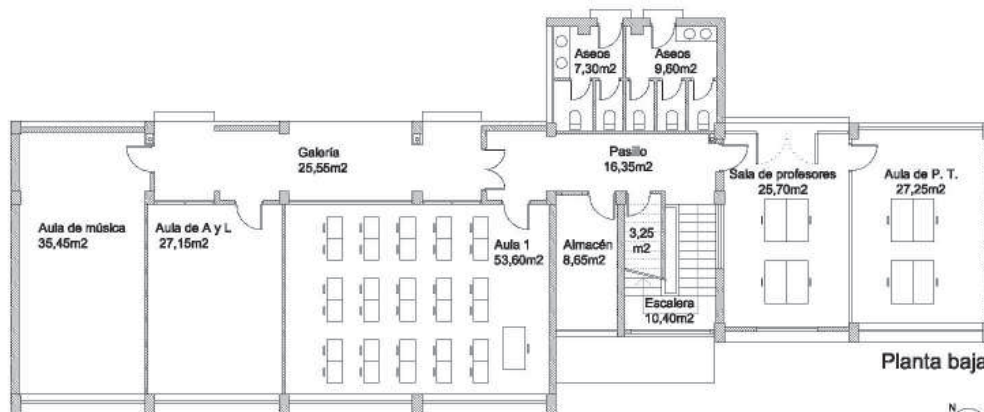 Aseos
7,30m2
Aseos
9,60m2
Galería
25,55m2
Pasillo
16,35m2
Sala de profesores
25,70m2
Aula de P. T.
27,25m2
Aula de música
35,45m2
Aula de A y L
27,15m2
Aula 1
53,60m2
Almacén
8,65m2
3,25
m2
Escalera
10,40m2
Planta baja
N